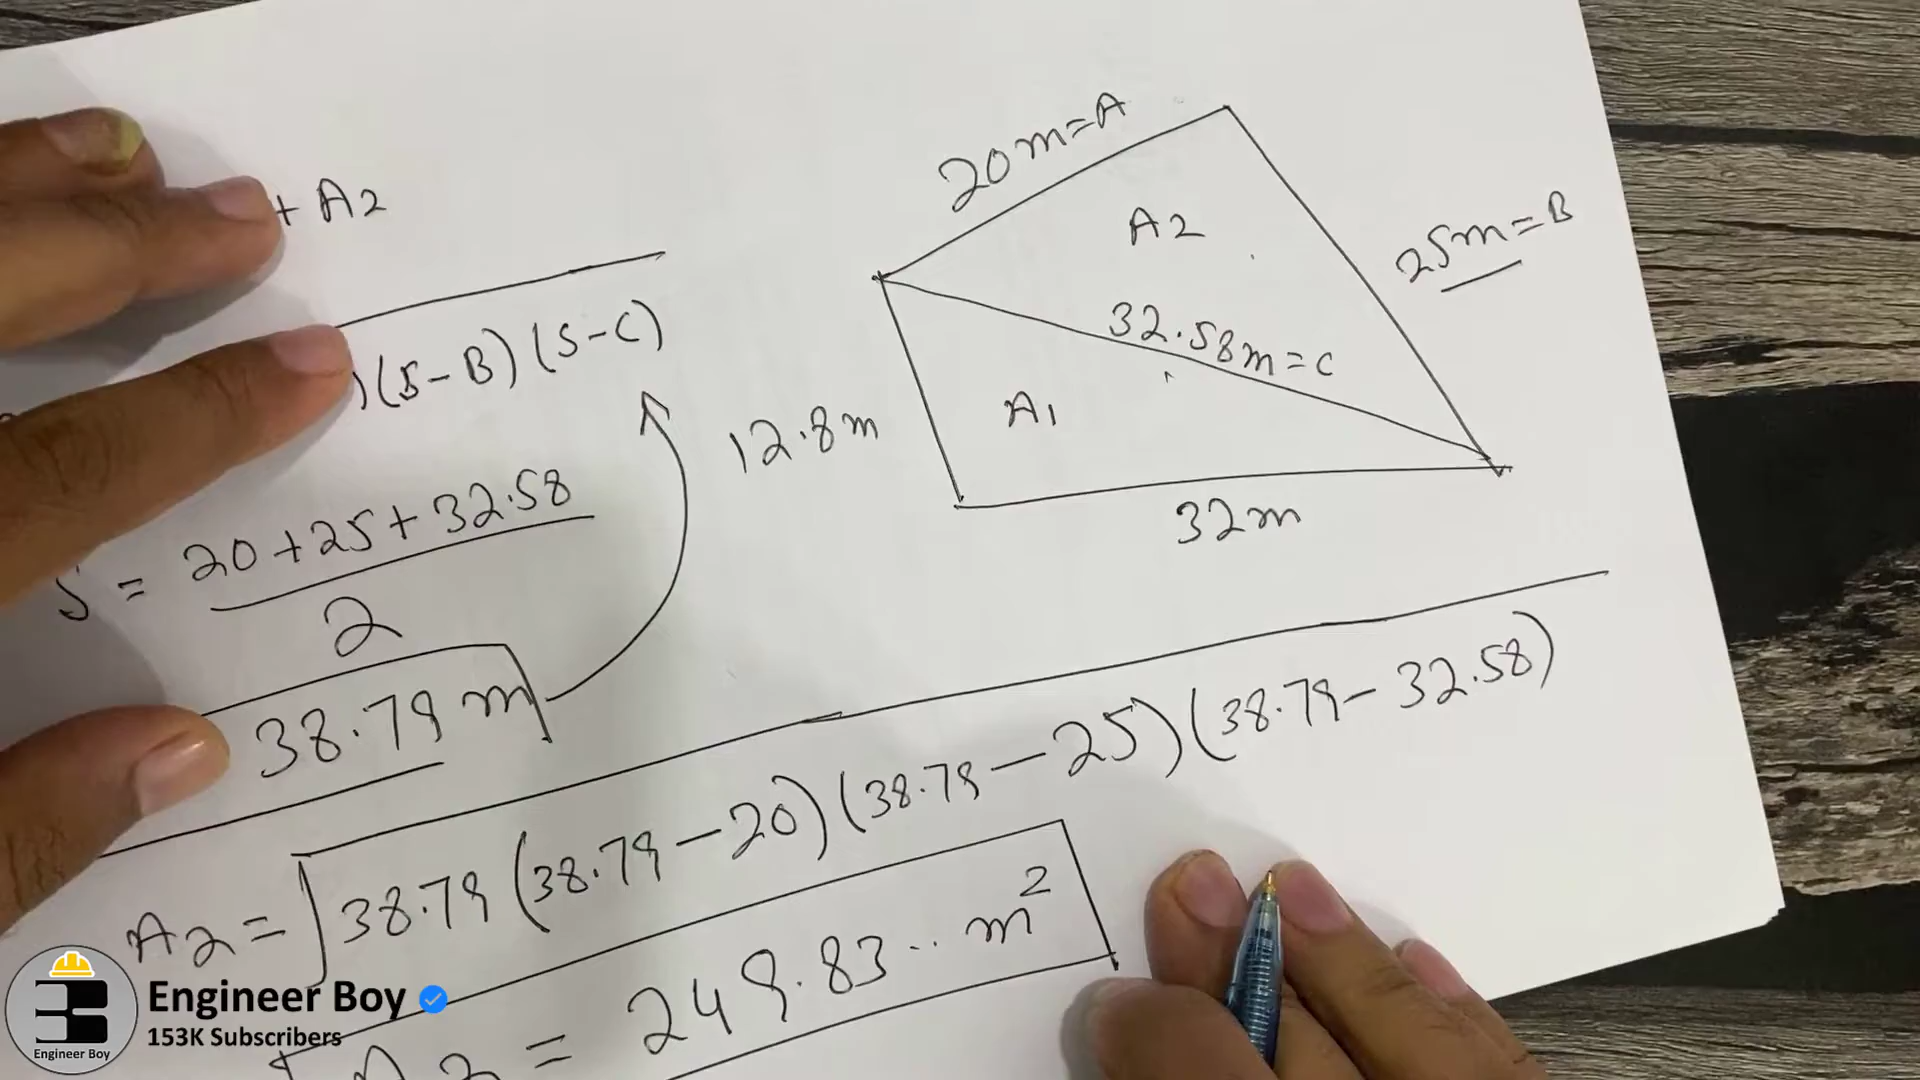 + A2
)(S-B)(S-C)
S = 20+25+32.58
2
38.79 m
20m=A
A2
25m=B
32.58m=C
A1
12.8m
32m
A2 = √38.79(38.79-20)(38.79-25)(38.79-32.58)
A2 = 249.83.. m²
Engineer Boy
153K Subscribers
Engineer Boy